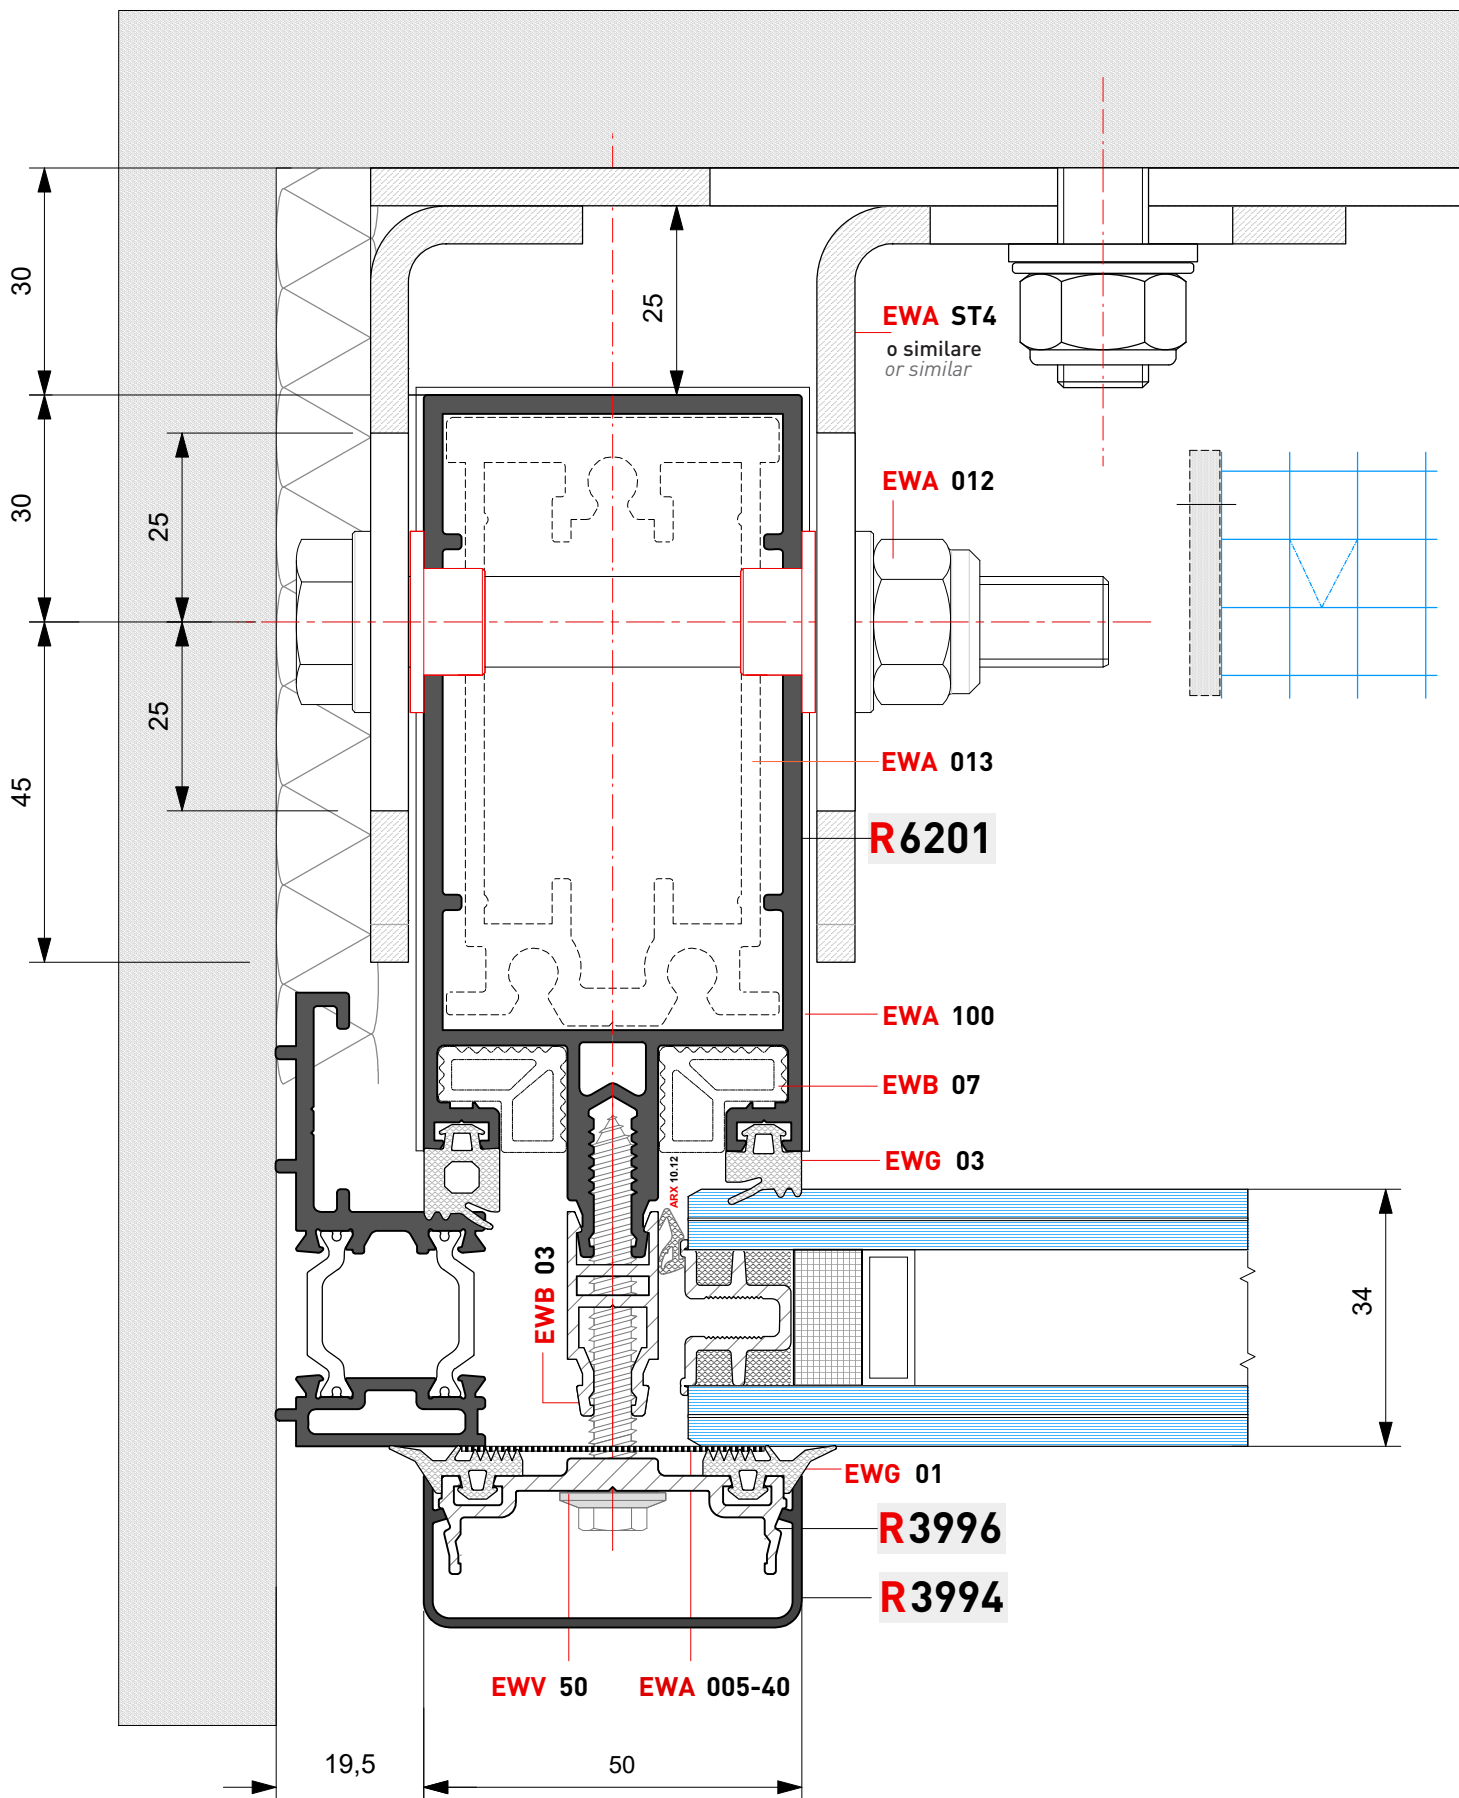 30
25
EWA ST4
o similare
or similar
30
25
EWA 012
25
45
EWA 013
R6201
EWA 100
EWB 07
EWG 03
ARX 10.12
EWB 03
34
EWG 01
R3996
R3994
EWV 50
EWA 005-40
19,5
50